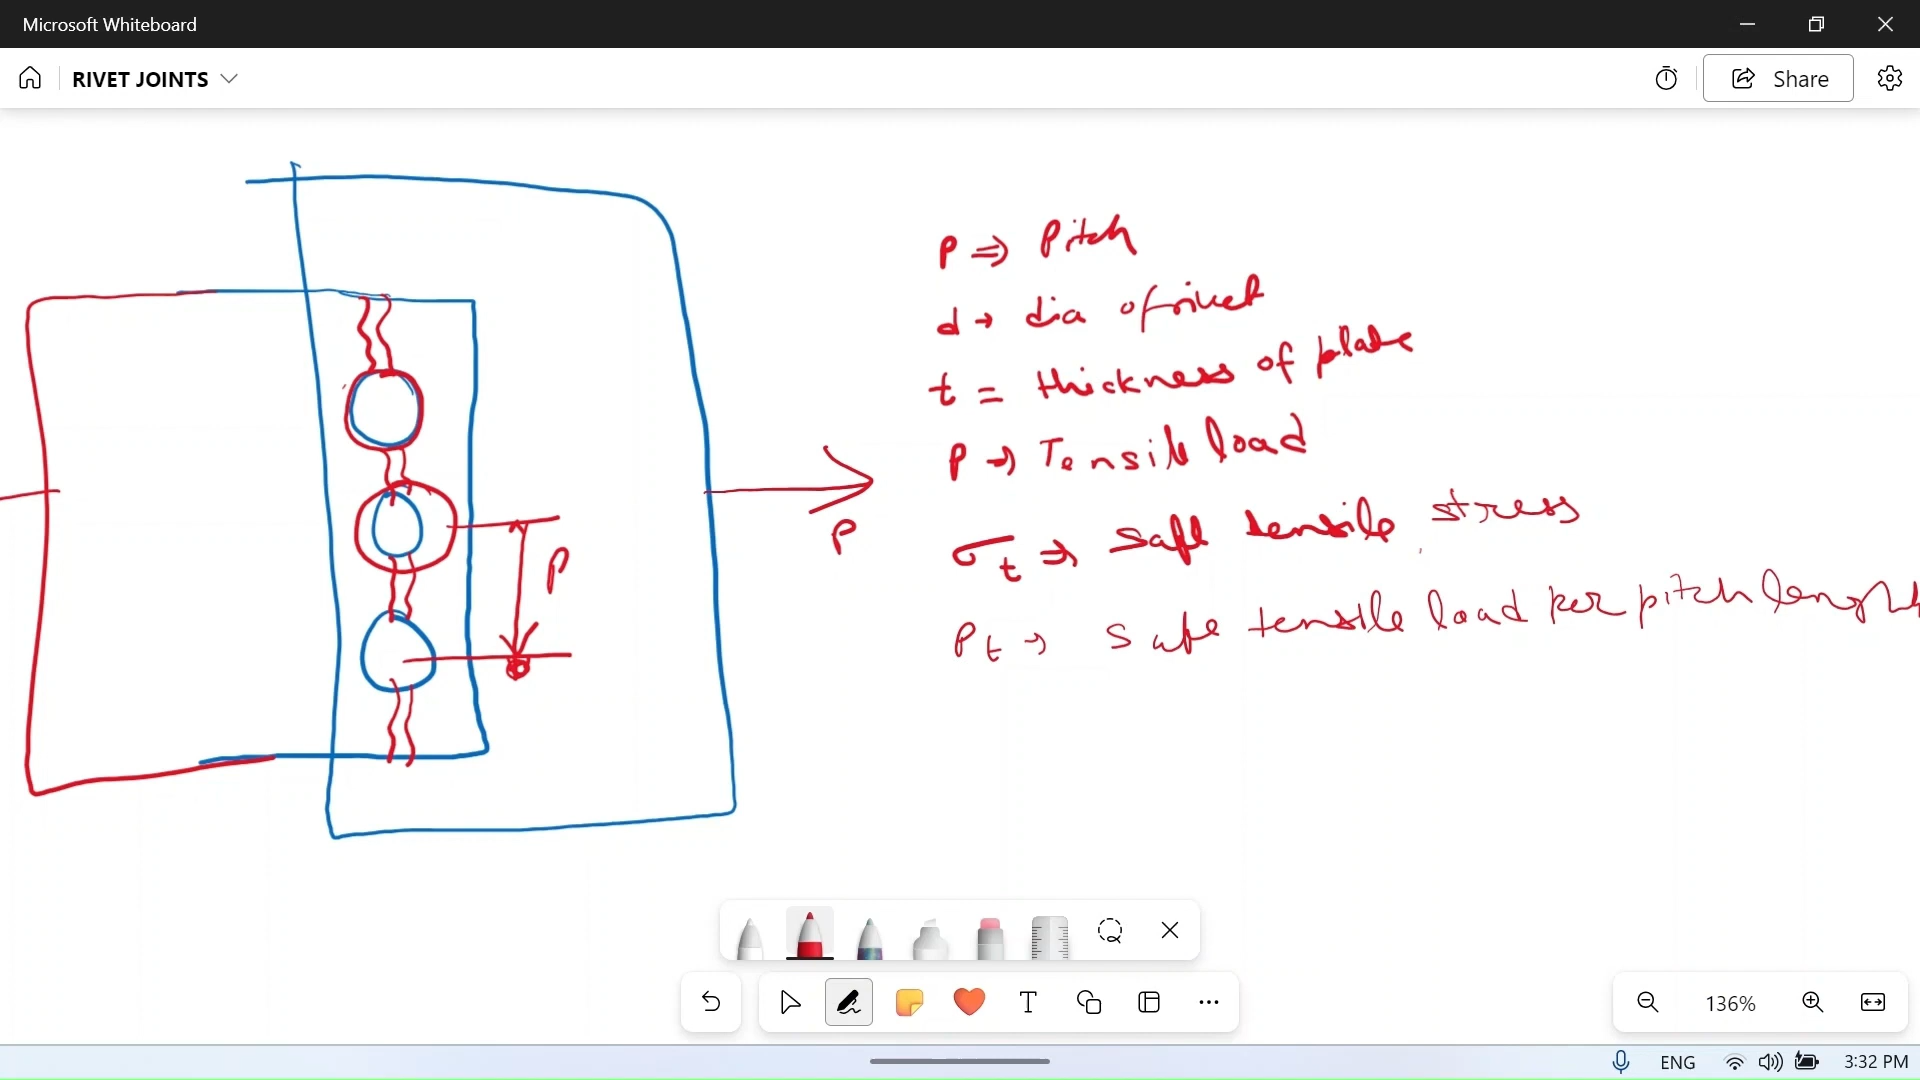 Microsoft Whiteboard
RIVET JOINTS
Share
P ⇒ Pitch
d → dia of rivet
t = thickness of plate
P → Tensile load
σt ⇒ Safe tensile stress
Pt → Safe tensile load per pitch length
P
P
136%
ENG
3:32 PM